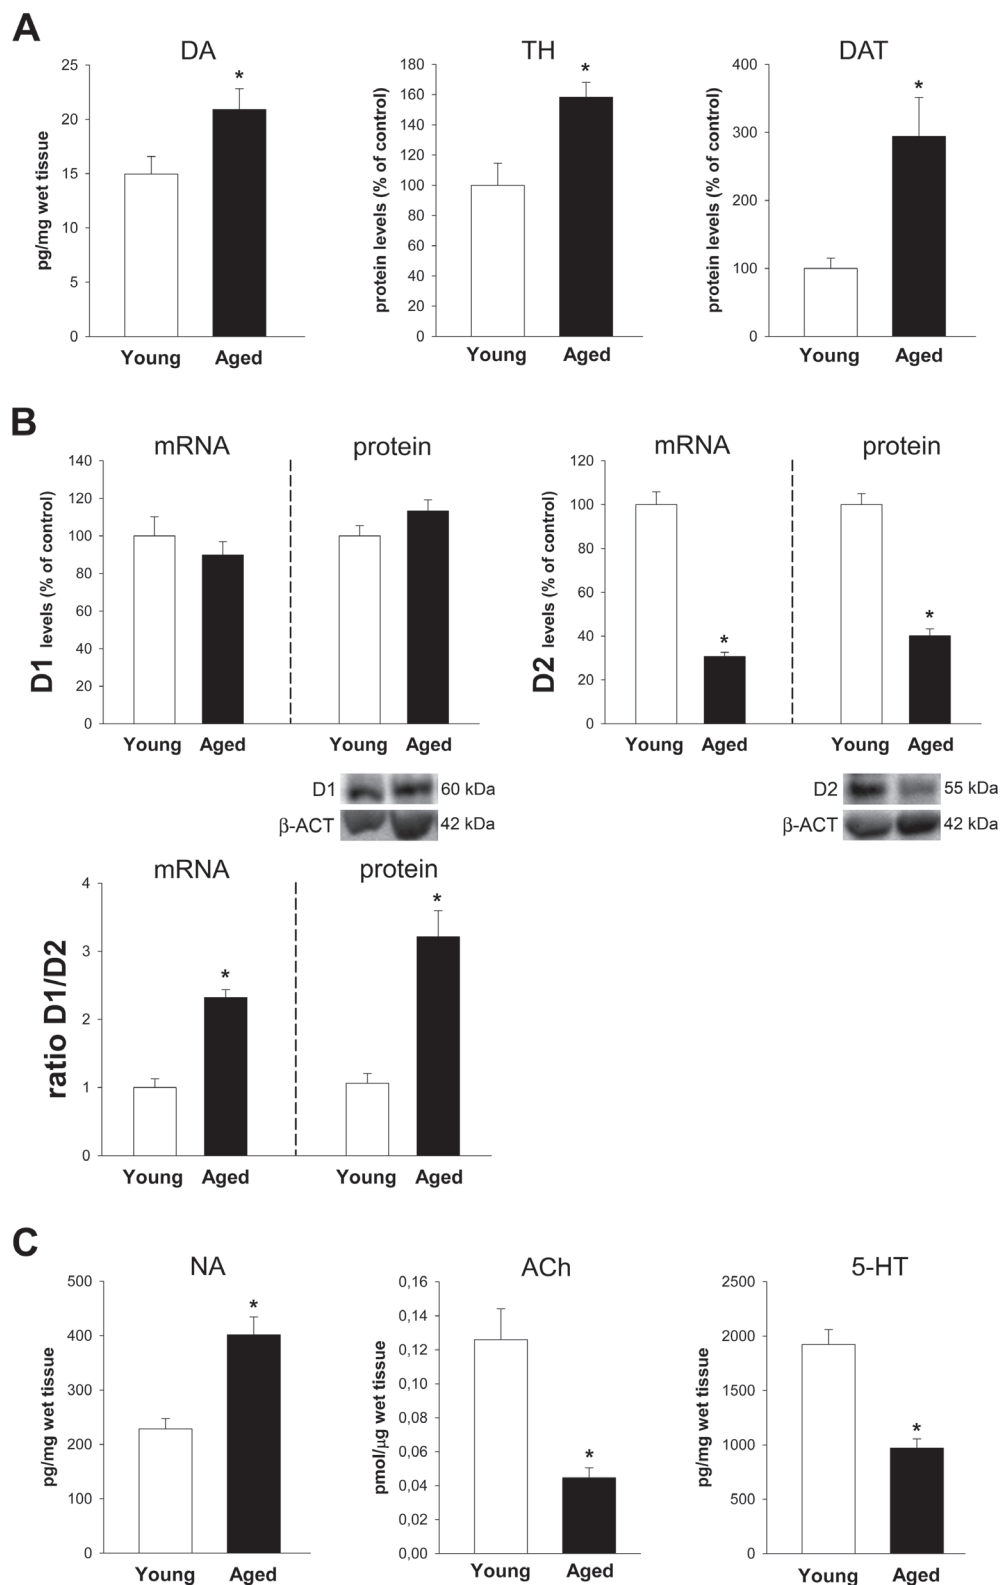 A
DA TH DAT
pg/mg wet tissue
25
20
15
10
5
0
*
Young Aged
protein levels (% of control)
180
160
140
120
100
80
60
40
20
0
*
Young Aged
protein levels (% of control)
400
300
200
100
0
*
Young Aged
B
mRNA protein
D1 levels (% of control)
140
120
100
80
60
40
20
0
Young Aged Young Aged
D1 60 kDa
β-ACT 42 kDa
mRNA protein
D2 levels (% of control)
120
100
80
60
40
20
0
* *
Young Aged Young Aged
D2 55 kDa
β-ACT 42 kDa
mRNA protein
ratio D1/D2
4
3
2
1
0
* *
Young Aged Young Aged
C
NA ACh 5-HT
pg/mg wet tissue
500
400
300
200
100
0
*
Young Aged
pmol/μg wet tissue
0,16
0,14
0,12
0,10
0,08
0,06
0,04
0,02
0,00
*
Young Aged
pg/mg wet tissue
2500
2000
1500
1000
500
0
*
Young Aged